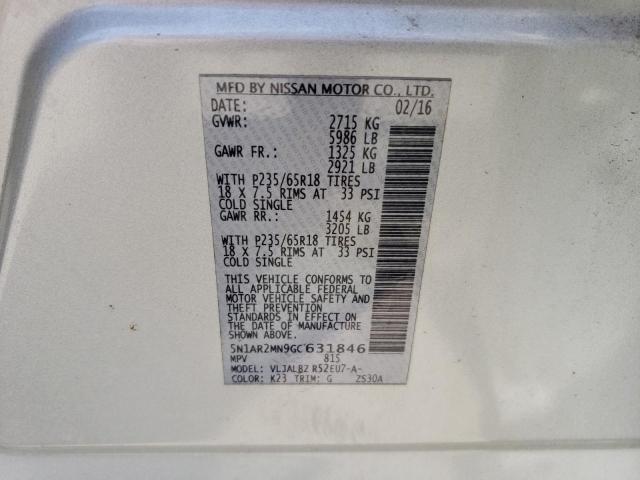 MFD BY NISSAN MOTOR CO., LTD.
DATE: 02/16
GVWR: 2715 KG
5986 LB
GAWR FR.: 1325 KG
2921 LB
WITH P235/65R18 TIRES
18 X 7.5 RIMS AT 33 PSI
COLD SINGLE
GAWR RR.: 1454 KG
3205 LB
WITH P235/65R18 TIRES
18 X 7.5 RIMS AT 33 PSI
COLD SINGLE
THIS VEHICLE CONFORMS TO
ALL APPLICABLE FEDERAL
MOTOR VEHICLE SAFETY AND
THEFT PREVENTION
STANDARDS IN EFFECT ON
THE DATE OF MANUFACTURE
SHOWN ABOVE.
5N1AR2MN9GC631846
MPV 815
MODEL: VLJALBZ R52EU7-A-
COLOR: K23 TRIM: G ZS30A